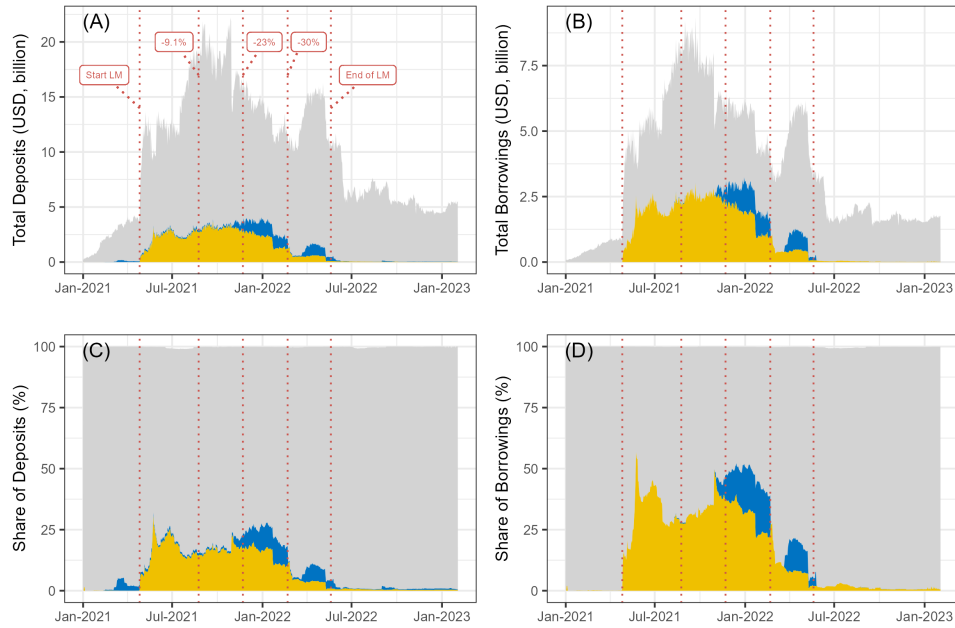 (A)
Total Deposits (USD, billion)
20
15
10
5
0
Start LM
-9.1%
-23%
-30%
End of LM
Jan-2021
Jul-2021
Jan-2022
Jul-2022
Jan-2023
(B)
Total Borrowings (USD, billion)
7.5
5.0
2.5
0.0
Jan-2021
Jul-2021
Jan-2022
Jul-2022
Jan-2023
(C)
Share of Deposits (%)
100
75
50
25
0
Jan-2021
Jul-2021
Jan-2022
Jul-2022
Jan-2023
(D)
Share of Borrowings (%)
100
75
50
25
0
Jan-2021
Jul-2021
Jan-2022
Jul-2022
Jan-2023